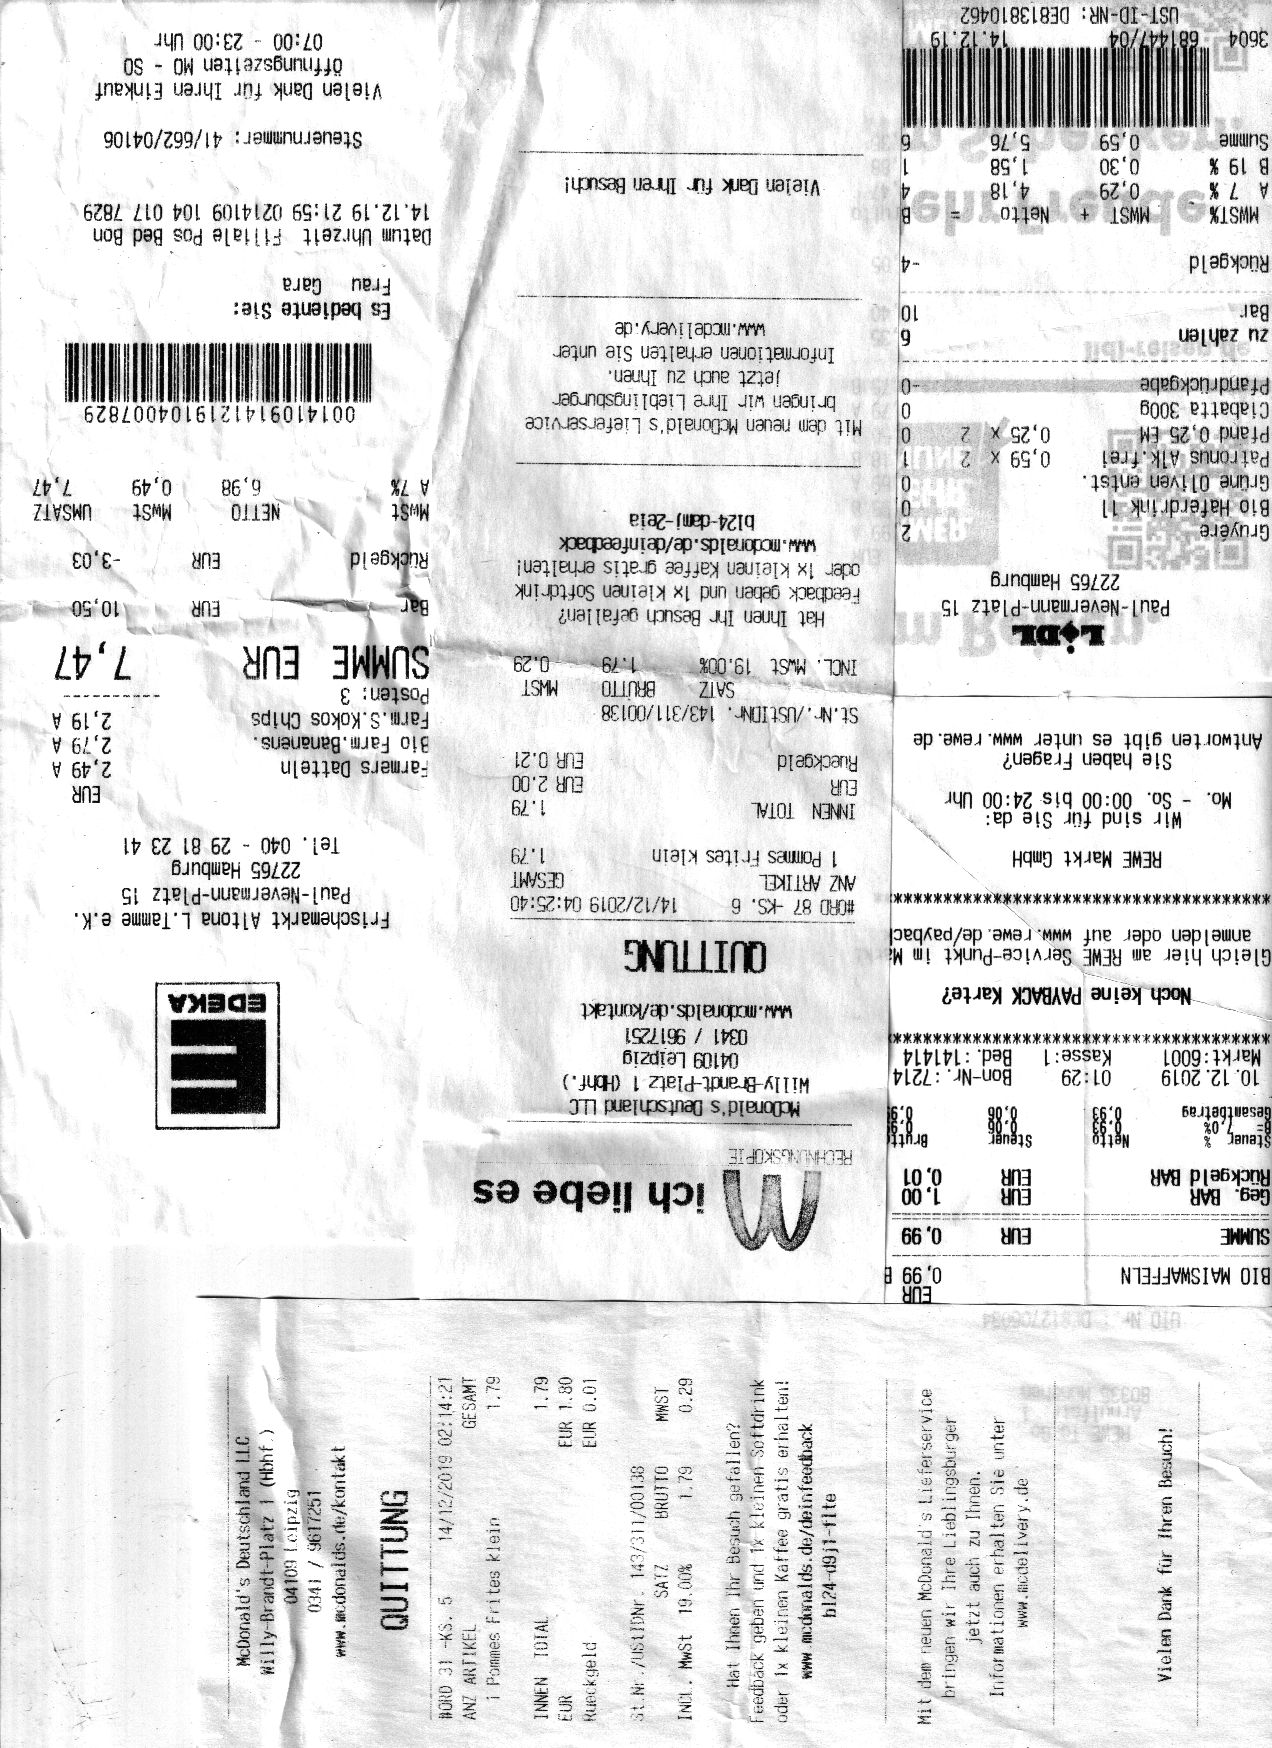 EDEKA
Frischemarkt Altona L.Tamme e.K.
Paul-Nevermann-Platz 15
22765 Hamburg
Tel. 040 - 29 81 23 41
EUR
Farmers Datteln 2,49 A
Bio Farm.Bananens. 2,79 A
Farm.S.Kokos Chips 2,19 A
Posten: 3
SUMME EUR 7,47
Bar EUR 10,50
Rückgeld EUR -3,03
MwSt NETTO MwSt UMSATZ
A 7% 6,98 0,49 7,47
Es bediente Sie:
Frau Gara
Datum Uhrzeit Filiale Pos Bed Bon
14.12.19 21:59 0214109 104 017 7829
Steuernummer: 41/662/04106
Vielen Dank für Ihren Einkauf
Öffnungszeiten MO - SO
07:00 - 23:00 Uhr
ich liebe es
RECHNUNGSKOPIE
McDonald's Deutschland LLC
Willy-Brandt-Platz 1 (Hbhf.)
04109 Leipzig
0341 / 9617251
www.mcdonalds.de/kontakt
QUITTUNG
#ORD 87 -KS. 6 14/12/2019 04:25:40
ANZ ARTIKEL GESAMT
1 Pommes Frites klein 1.79
INNEN TOTAL 1.79
EUR EUR 2.00
Rueckgeld EUR 0.21
St.Nr./UStIDNr. 143/311/00138
SATZ BRUTTO MWST
INCL. MwSt 19.00% 1.79 0.29
Hat Ihnen Ihr Besuch gefallen?
Feedback geben und 1x kleinen Softdrink
oder 1x kleinen Kaffee gratis erhalten!
www.mcdonalds.de/deinfeedback
bl24-damj-2eia
Mit dem neuen McDonald's Lieferservice
bringen wir Ihre Lieblingsburger
jetzt auch zu Ihnen.
Informationen erhalten Sie unter
www.mcdelivery.de
Vielen Dank für Ihren Besuch!
EUR
BIO MAISWAFFELN 0,99 B
SUMME EUR 0,99
Geg. BAR EUR 1,00
Rückgeld BAR EUR 0,01
Steuer % Netto Steuer Brutt
B= 7,0% 0,93 0,06 0,9
Gesamtbetrag 0,93 0,06 0,9
10.12.2019 01:29 Bon-Nr.:7214
Markt:6001 Kasse:1 Bed.:141414
****************************************
Noch keine PAYBACK Karte?
Gleich hier am REWE Service-Punkt im M
anmelden oder auf www.rewe.de/paybac
****************************************
REWE Markt GmbH
Wir sind für Sie da:
Mo. - So. 00:00 bis 24:00 Uhr
Sie haben Fragen?
Antworten gibt es unter www.rewe.de
LIDL
Paul-Nevermann-Platz 15
22765 Hamburg
Gruyère 2
Bio Haferdrink 1l 0
Grüne Oliven entst. 0
Patronus Alk.frei 0,59 x 2 1
Pfand 0,25 EM 0,25 x 2 0
Ciabatta 300g 0
Pfandrückgabe -0
zu zahlen 6
Bar 10
Rückgeld -4
MWST% MWST + Netto = B
A 7 % 0,29 4,18 4
B 19 % 0,30 1,58 1
Summe 0,59 5,76 6
3604 681447/04 14.12.19
UST-ID-NR: DE813810462
McDonald's Deutschland LLC
Willy-Brandt-Platz 1 (Hbhf.)
04109 Leipzig
0341 / 9617251
www.mcdonalds.de/kontakt
QUITTUNG
#ORD 31 -KS. 5 14/12/2019 02:14:21
ANZ ARTIKEL GESAMT
1 Pommes Frites klein 1.79
INNEN TOTAL 1.79
EUR EUR 1.80
Rueckgeld EUR 0.01
St.Nr./UStIDNr. 143/311/00138
SATZ BRUTTO MWST
INCL. MwSt 19.00% 1.79 0.29
Hat Ihnen Ihr Besuch gefallen?
Feedback geben und 1x kleinen Softdrink
oder 1x kleinen Kaffee gratis erhalten!
www.mcdonalds.de/deinfeedback
bl24-d9j1-fite
Mit dem neuen McDonald's Lieferservice
bringen wir Ihre Lieblingsburger
jetzt auch zu Ihnen.
Informationen erhalten Sie unter
www.mcdelivery.de
Vielen Dank für Ihren Besuch!